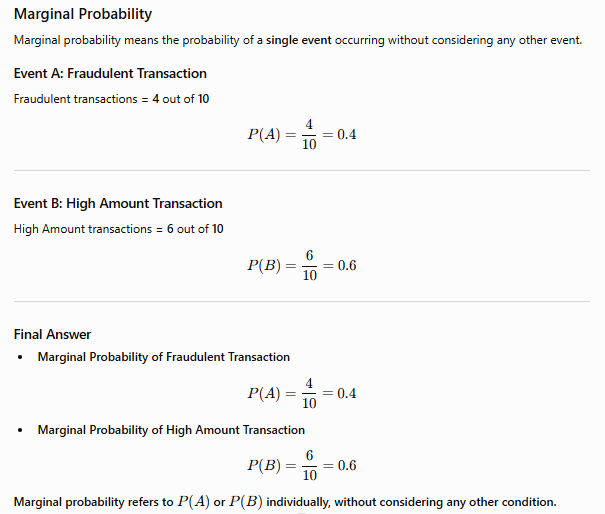 Marginal Probability
Marginal probability means the probability of a single event occurring without considering any other event.
Event A: Fraudulent Transaction
Fraudulent transactions = 4 out of 10
P(A) = 4/10 = 0.4
Event B: High Amount Transaction
High Amount transactions = 6 out of 10
P(B) = 6/10 = 0.6
Final Answer
• Marginal Probability of Fraudulent Transaction
P(A) = 4/10 = 0.4
• Marginal Probability of High Amount Transaction
P(B) = 6/10 = 0.6
Marginal probability refers to P(A) or P(B) individually, without considering any other condition.